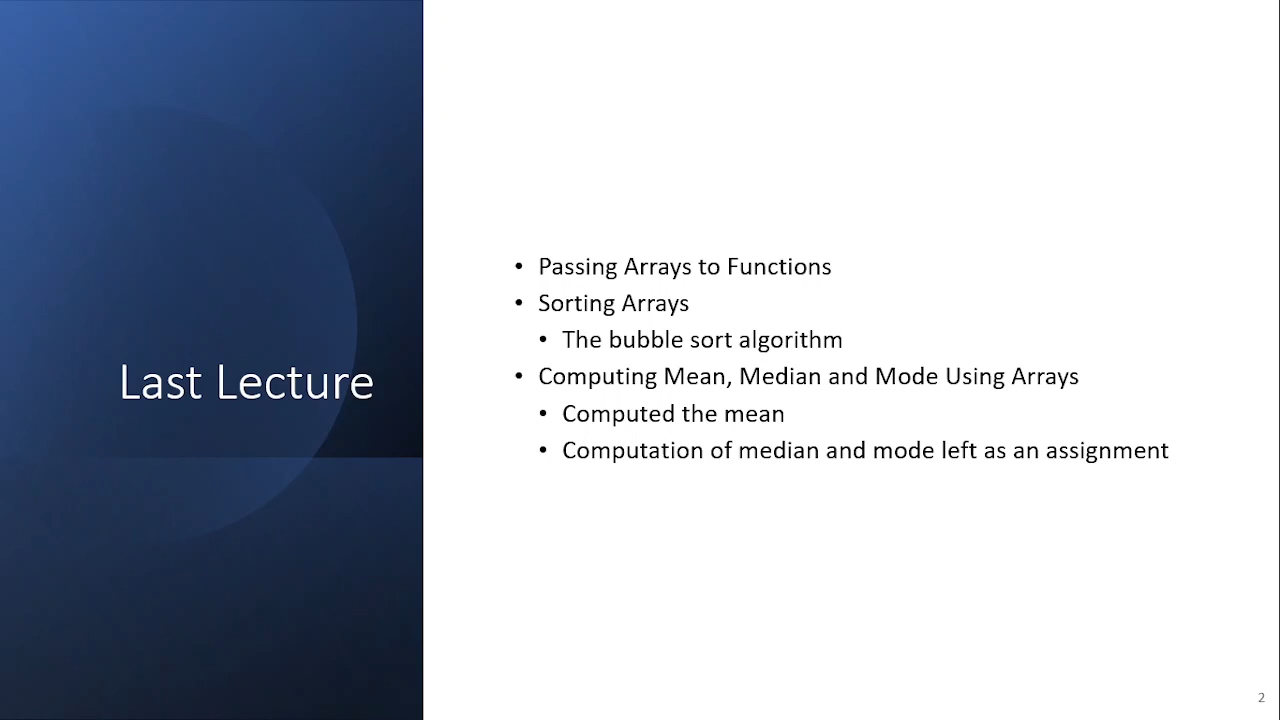 Last Lecture
• Passing Arrays to Functions
• Sorting Arrays
• The bubble sort algorithm
• Computing Mean, Median and Mode Using Arrays
• Computed the mean
• Computation of median and mode left as an assignment
2